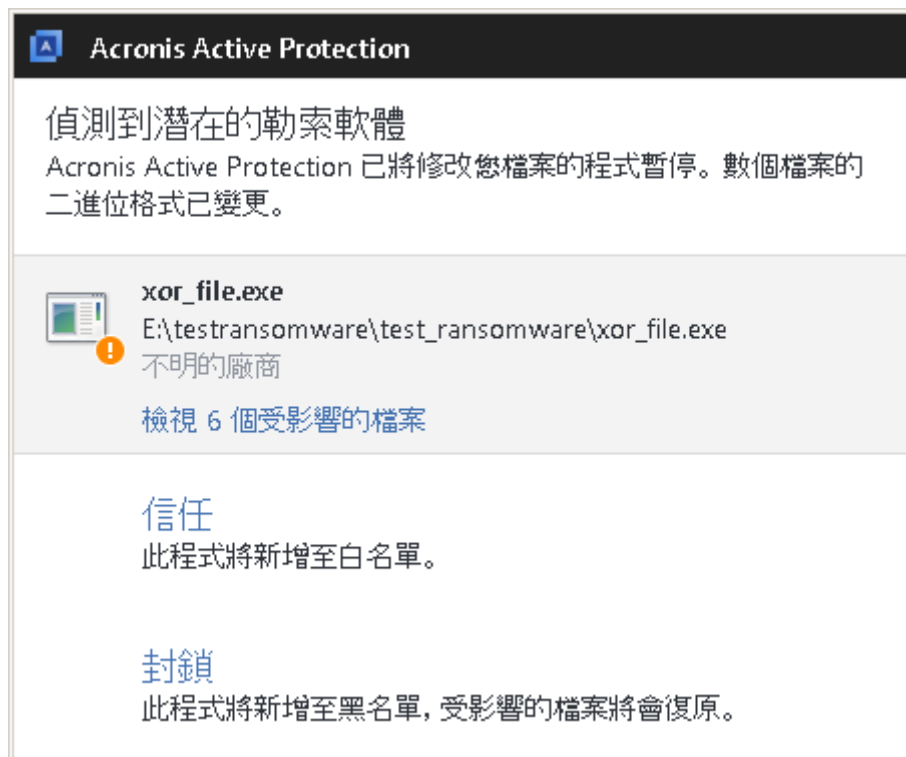 Acronis Active Protection
偵測到潛在的勒索軟體
Acronis Active Protection 已將修改您檔案的程式暫停。數個檔案的
二進位格式已變更。
xor_file.exe
E:\testransomware\test_ransomware\xor_file.exe
不明的廠商
檢視 6 個受影響的檔案
信任
此程式將新增至白名單。
封鎖
此程式將新增至黑名單，受影響的檔案將會復原。